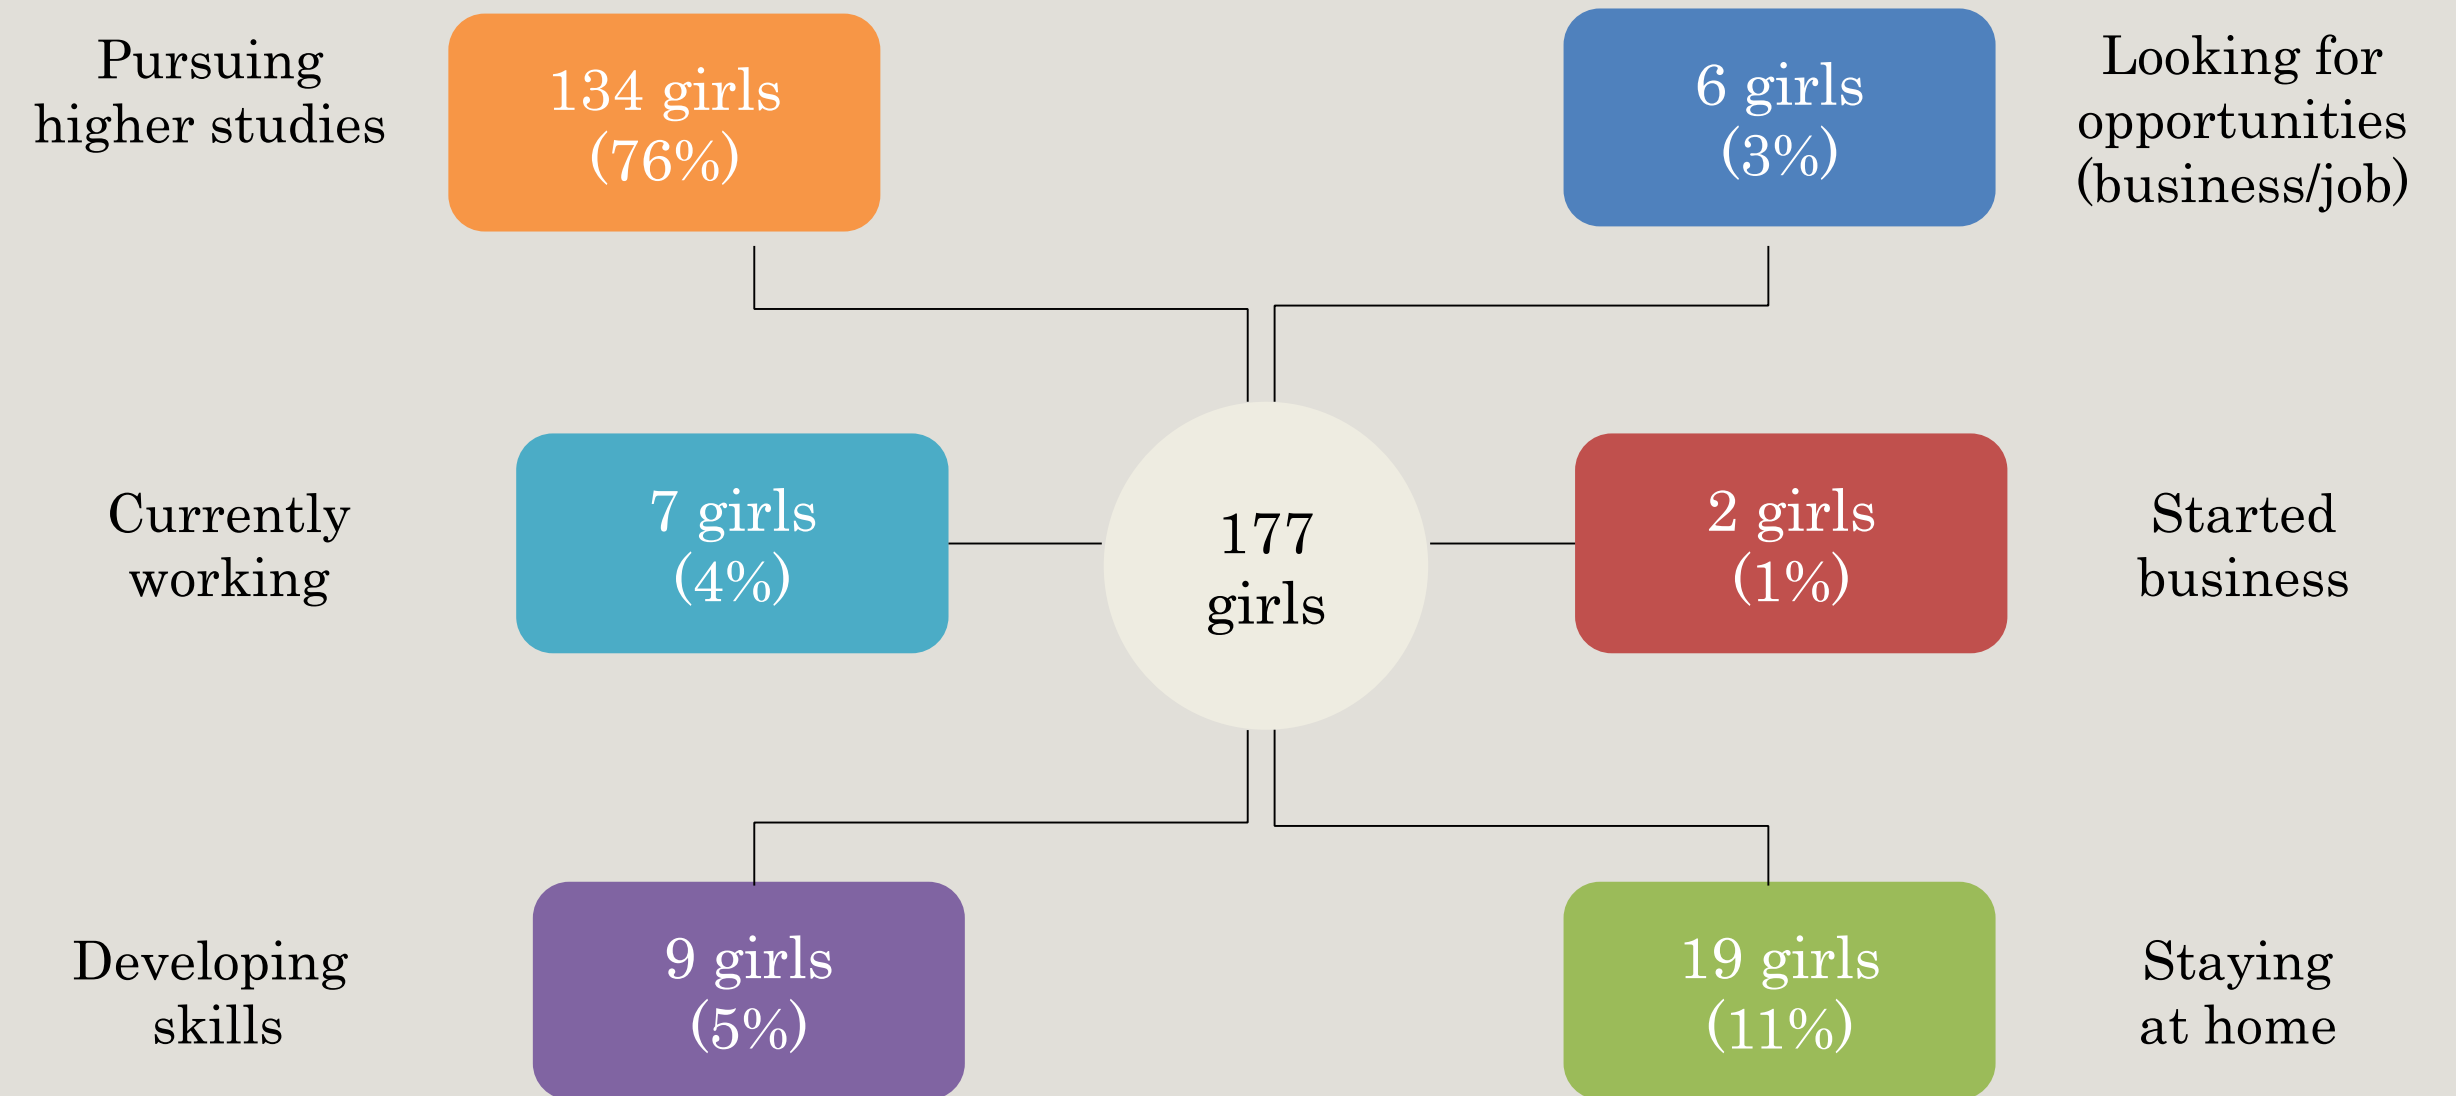 Pursuing
higher studies
134 girls
(76%)
6 girls
(3%)
Looking for
opportunities
(business/job)
Currently
working
7 girls
(4%)
177
girls
2 girls
(1%)
Started
business
Developing
skills
9 girls
(5%)
19 girls
(11%)
Staying
at home